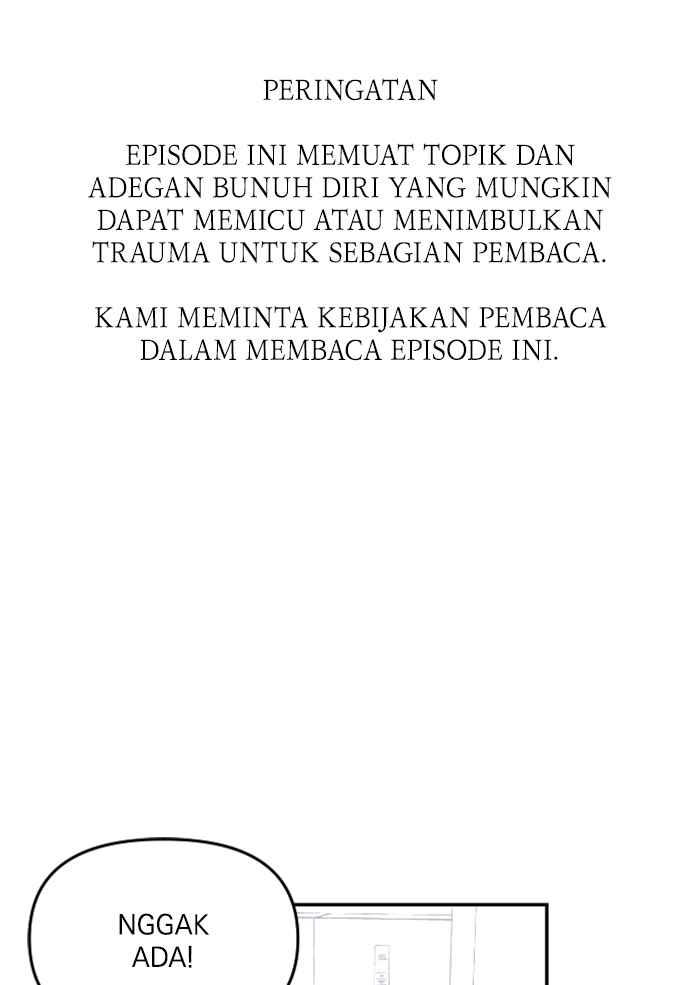 PERINGATAN
EPISODE INI MEMUAT TOPIK DAN
ADEGAN BUNUH DIRI YANG MUNGKIN
DAPAT MEMICU ATAU MENIMBULKAN
TRAUMA UNTUK SEBAGIAN PEMBACA.
KAMI MEMINTA KEBIJAKAN PEMBACA
DALAM MEMBACA EPISODE INI.
NGGAK
ADA!